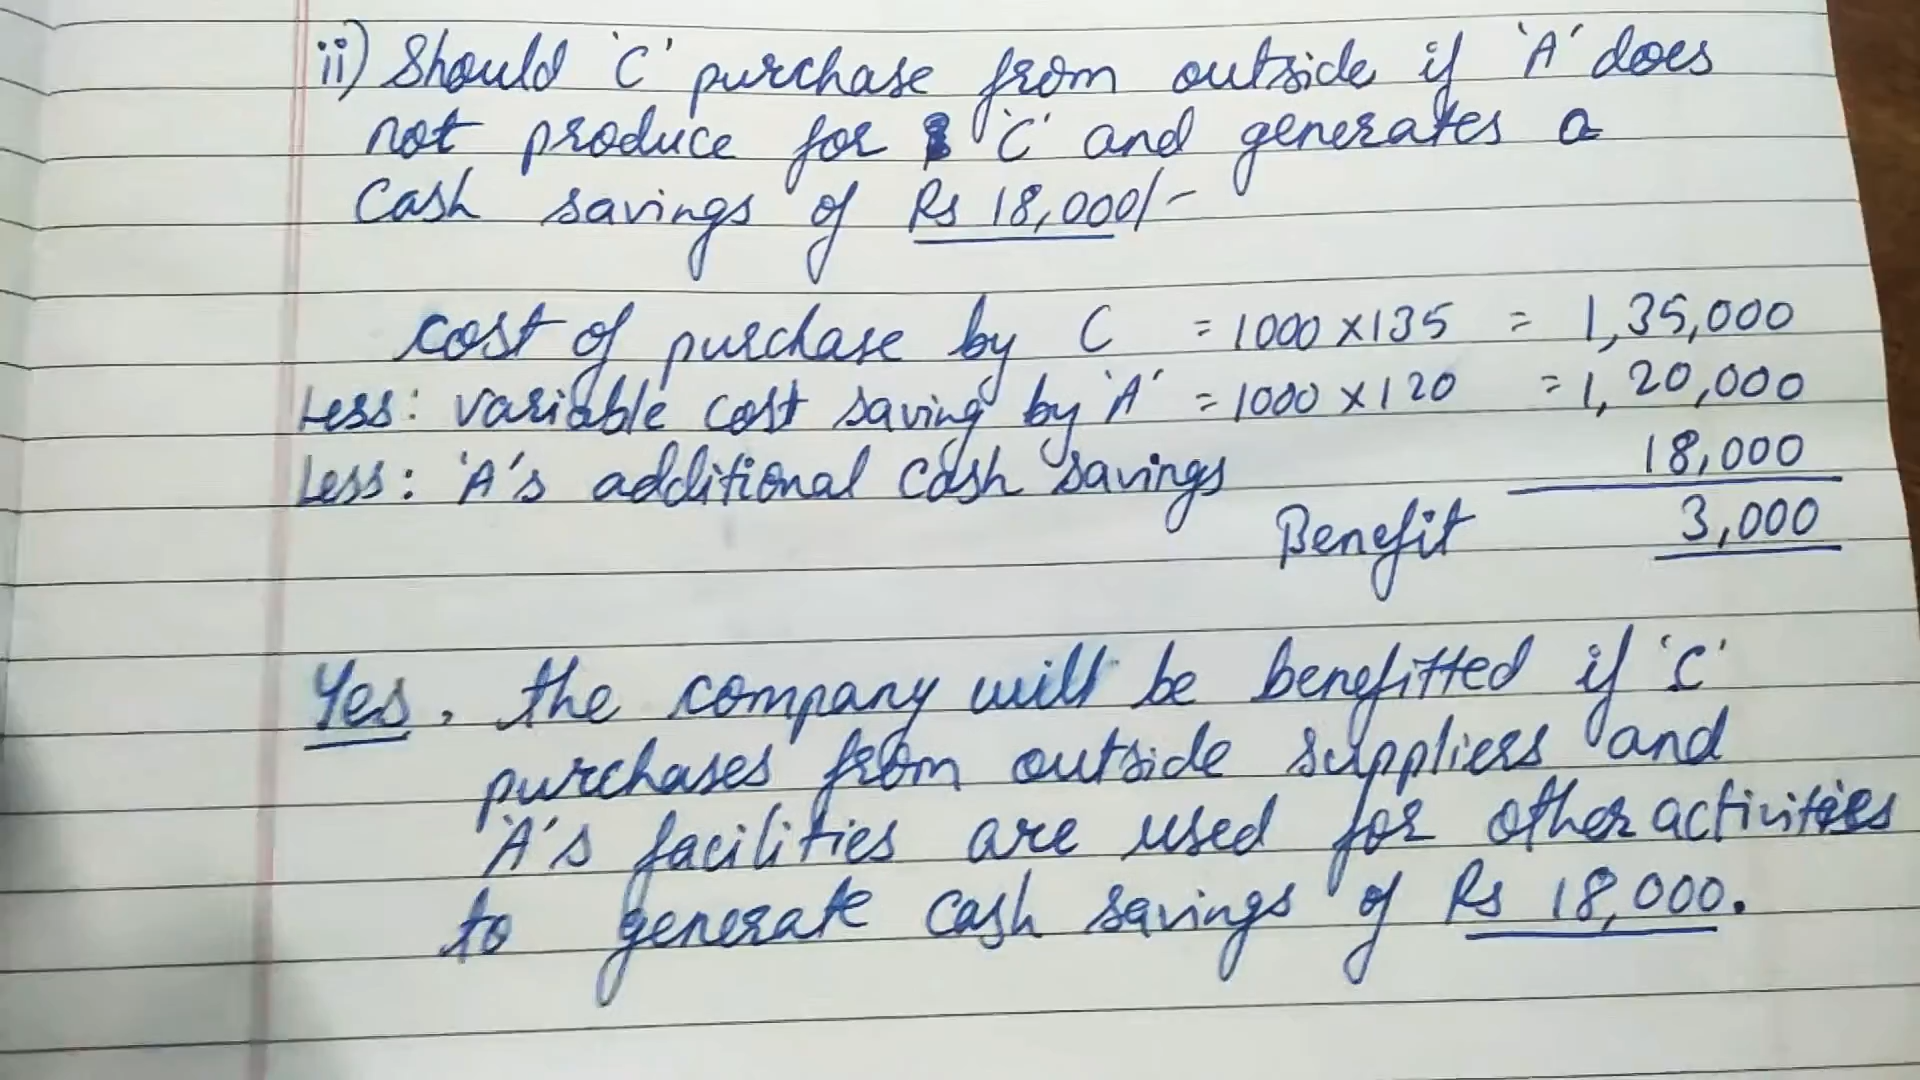 ii) Should 'C' purchase from outside if 'A' does
not produce for 'C' and generates a
cash savings of Rs 18,000/-
cost of purchase by C = 1000 x 135 = 1,35,000
Less: variable cost saving by 'A' = 1000 x 120 = 1,20,000
Less: 'A's additional cash savings 18,000
Benefit 3,000
Yes, the company will be benefitted if 'C'
purchases from outside suppliers and
'A's facilities are used for other activities
to generate cash savings of Rs 18,000.